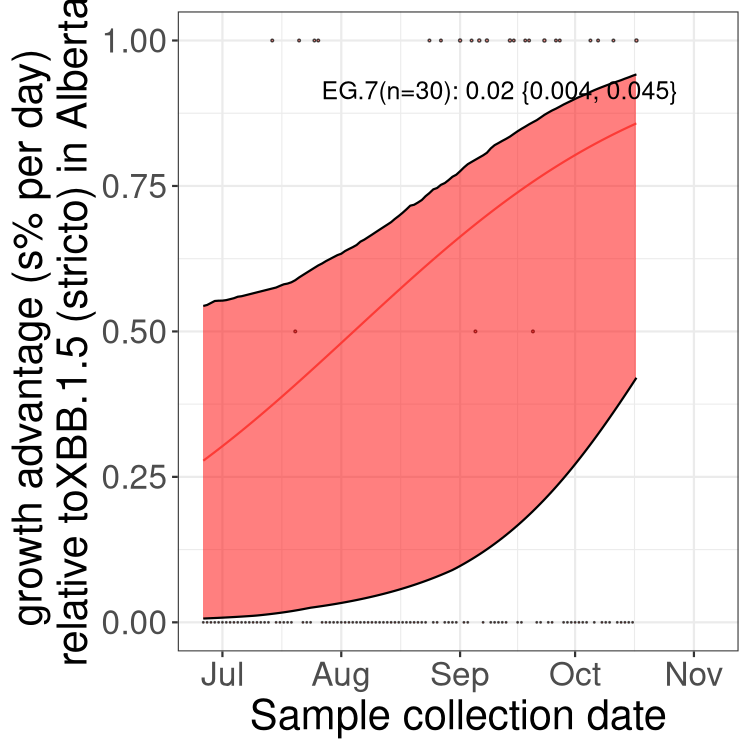 growth advantage (s% per day)
relative toXBB.1.5 (stricto) in Alberta
1.00
0.75
0.50
0.25
0.00
EG.7(n=30): 0.02 {0.004, 0.045}
Jul Aug Sep Oct Nov
Sample collection date